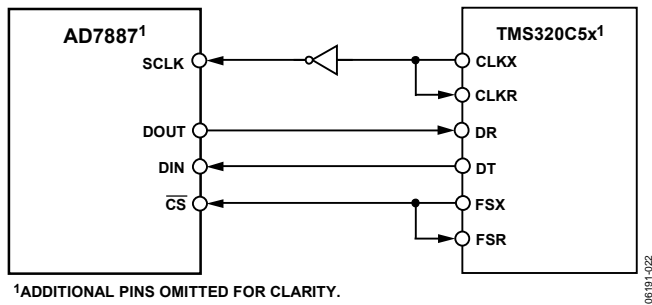 AD7887¹
TMS320C5x¹
SCLK
CLKX
CLKR
DOUT
DR
DIN
DT
CS
FSX
FSR
¹ADDITIONAL PINS OMITTED FOR CLARITY.
06191-022